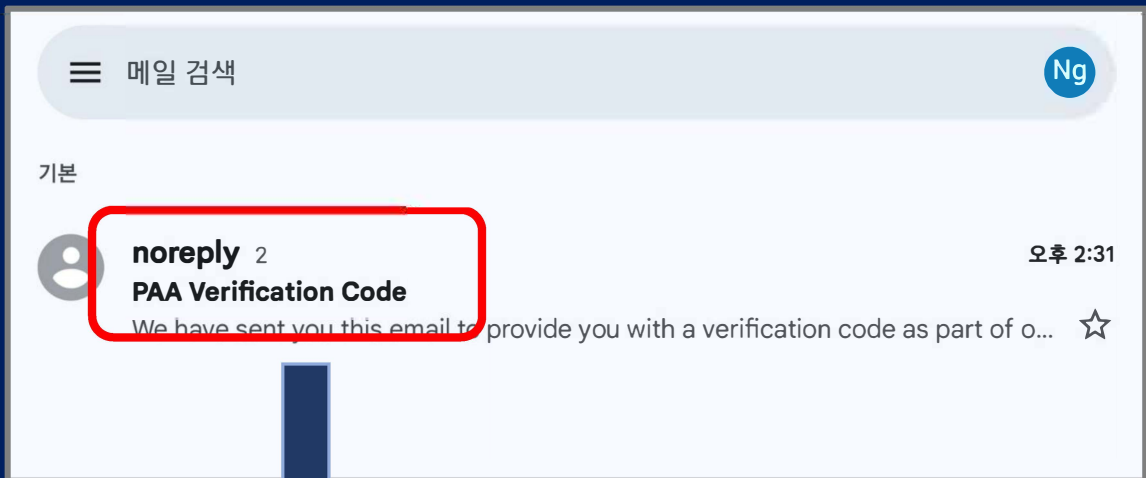 메일 검색
Ng
기본
noreply 2
오후 2:31
PAA Verification Code
We have sent you this email to provide you with a verification code as part of o...